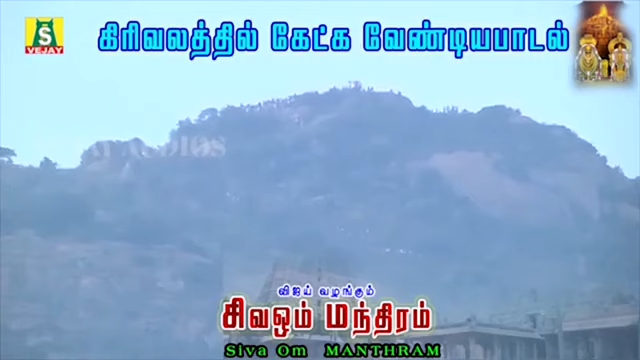 S
VEJAY
கிரிவலத்தில் கேட்க வேண்டியபாடல்
விஜய் வழங்கும்
சிவஓம் மந்திரம்
Siva Om MANTHRAM